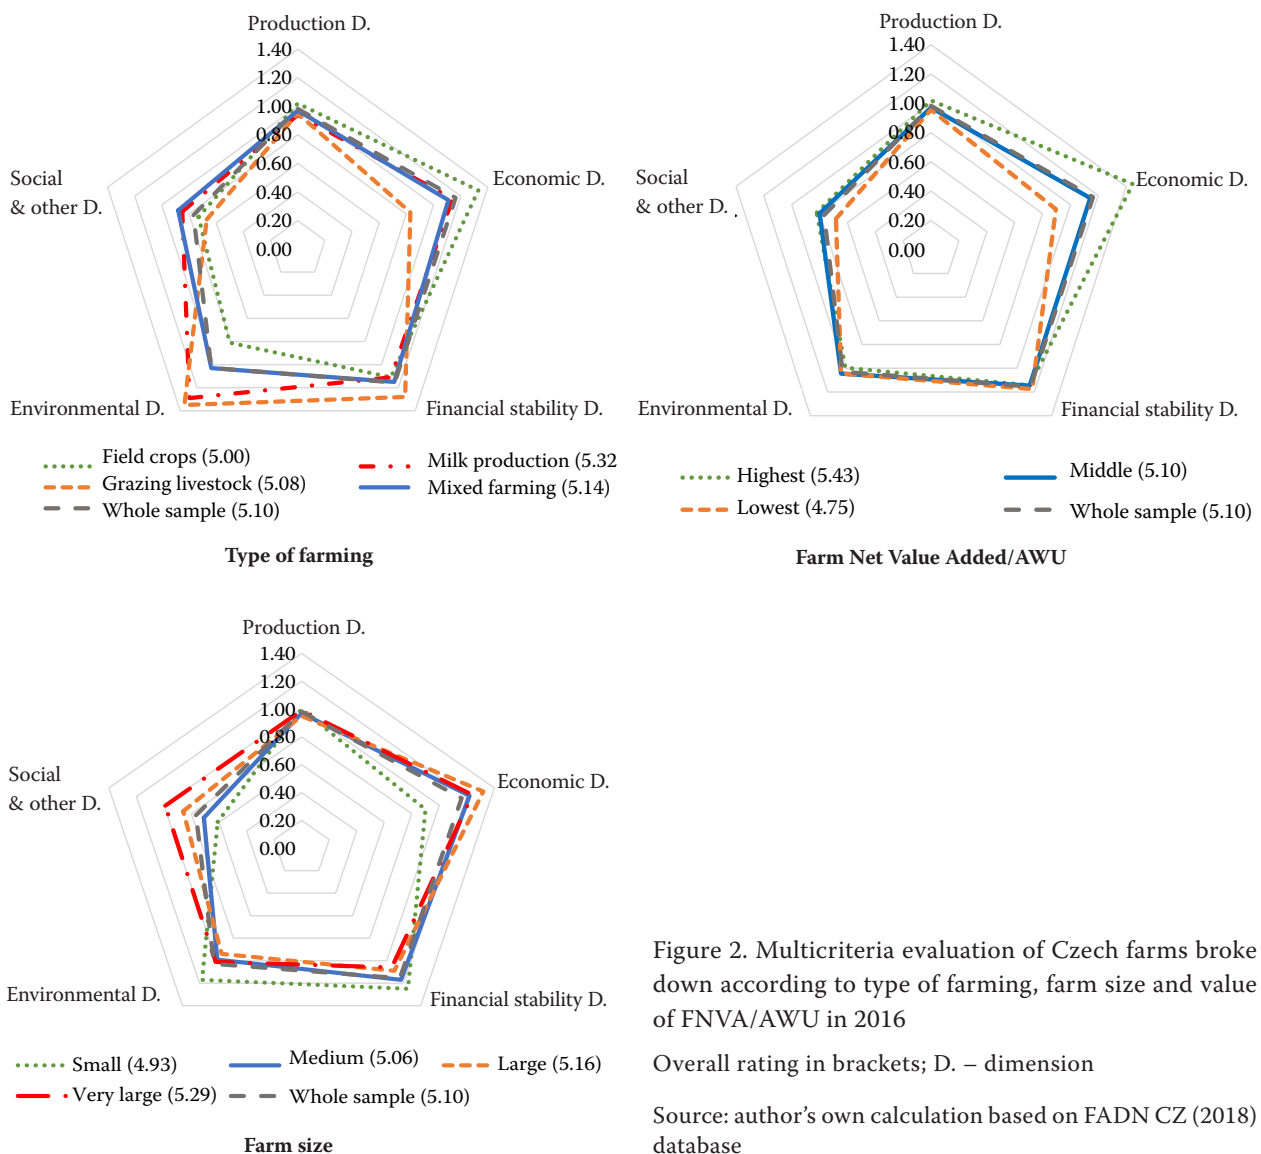 Production D.
1.40
1.20
1.00
0.80
0.60
0.40
0.20
0.00
Social
& other D.
Economic D.
Environmental D.
Financial stability D.
Field crops (5.00)
Grazing livestock (5.08)
Whole sample (5.10)
Milk production (5.32
Mixed farming (5.14)
Type of farming
Production D.
1.40
1.20
1.00
0.80
0.60
0.40
0.20
0.00
Social
& other D.
Economic D.
Environmental D.
Financial stability D.
Highest (5.43)
Lowest (4.75)
Middle (5.10)
Whole sample (5.10)
Farm Net Value Added/AWU
Production D.
1.40
1.20
1.00
0.80
0.60
0.40
0.20
0.00
Social
& other D.
Economic D.
Environmental D.
Financial stability D.
Small (4.93)
Medium (5.06)
Large (5.16)
Very large (5.29)
Whole sample (5.10)
Farm size
Figure 2. Multicriteria evaluation of Czech farms broke
down according to type of farming, farm size and value
of FNVA/AWU in 2016
Overall rating in brackets; D. – dimension
Source: author's own calculation based on FADN CZ (2018)
database